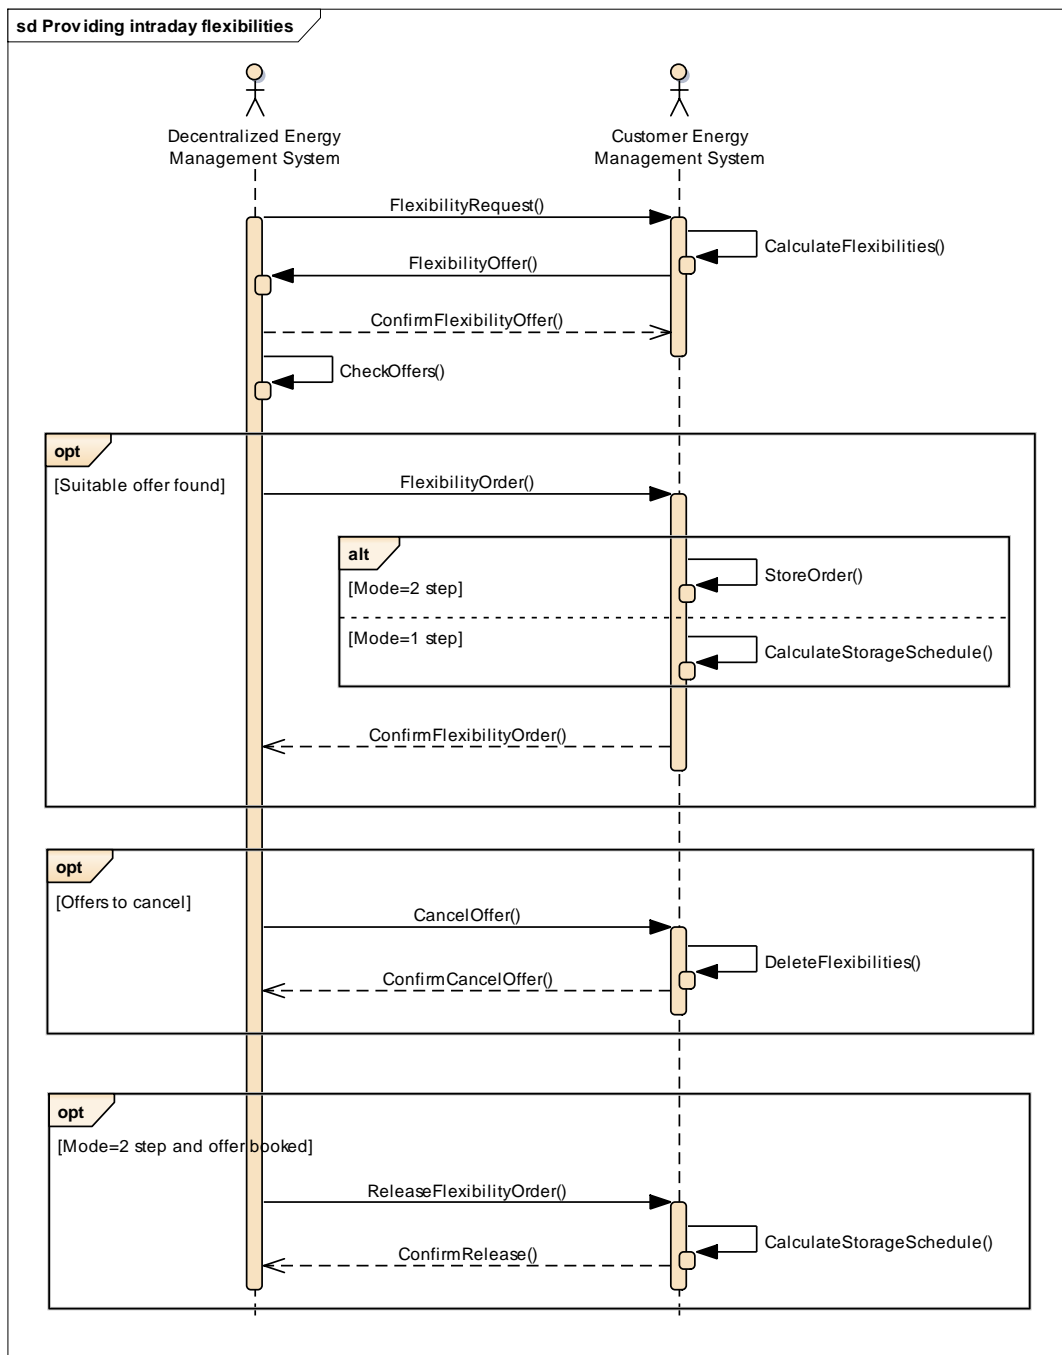 sd Providing intraday flexibilities
Decentralized Energy
Management System
Customer Energy
Management System
FlexibilityRequest()
CalculateFlexibilities()
FlexibilityOffer()
ConfirmFlexibilityOffer()
CheckOffers()
opt
[Suitable offer found]
FlexibilityOrder()
alt
[Mode=2 step]
StoreOrder()
[Mode=1 step]
CalculateStorageSchedule()
ConfirmFlexibilityOrder()
opt
[Offers to cancel]
CancelOffer()
DeleteFlexibilities()
ConfirmCancelOffer()
opt
[Mode=2 step and offer booked]
ReleaseFlexibilityOrder()
CalculateStorageSchedule()
ConfirmRelease()